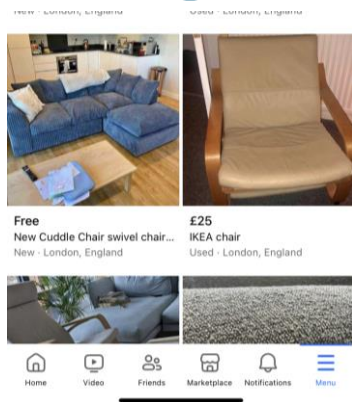 New · London, England
Used · London, England
Free
New Cuddle Chair swivel chair...
New · London, England
£25
IKEA chair
Used · London, England
Home
Video
Friends
Marketplace
Notifications
Menu